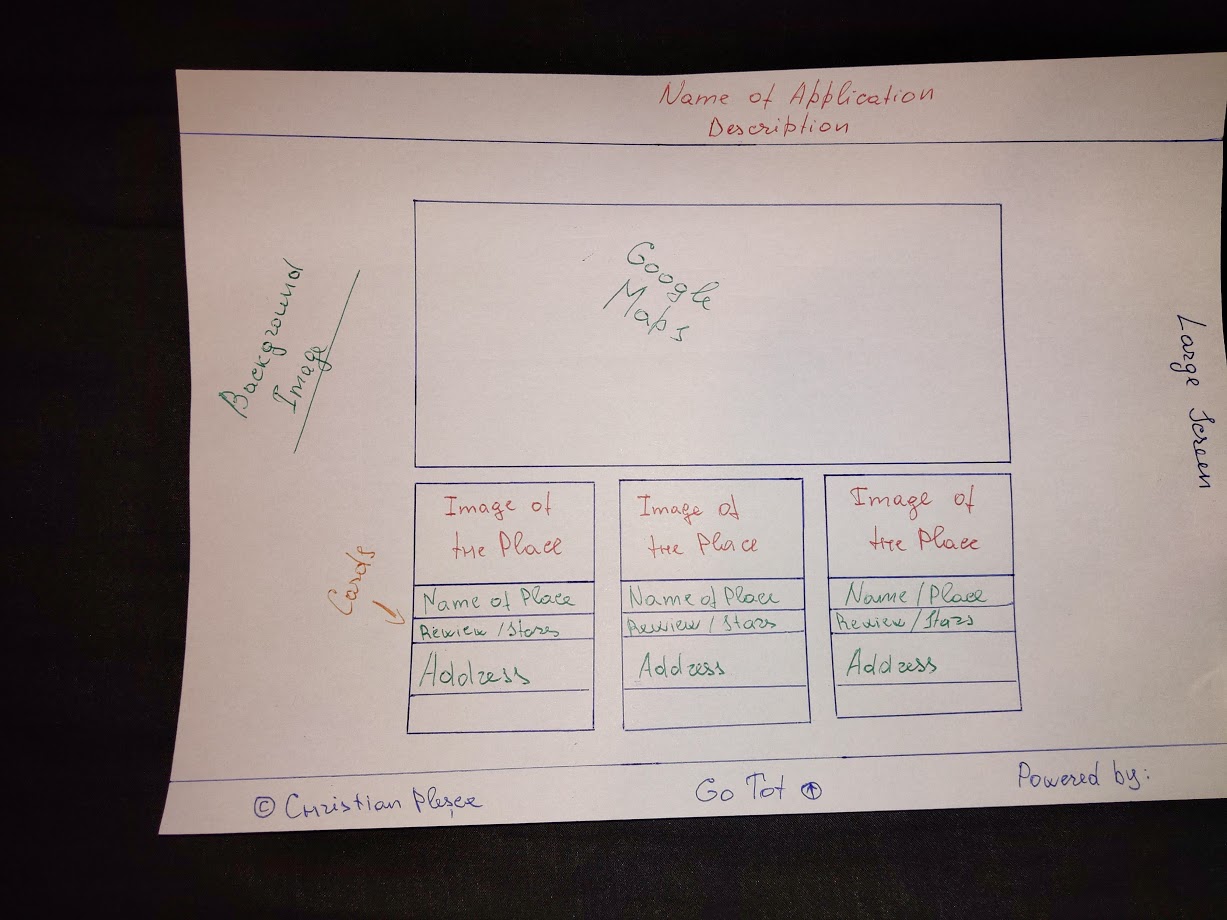 Name of Application
Description
Google
Maps
Background
Image
Large Screen
Cards
Image of
the Place
Name of Place
Review / Stars
Address
Image of
the Place
Name of Place
Review / Stars
Address
Image of
the Place
Name / Place
Review / Stars
Address
© Christian
Go Tot
Powered by: